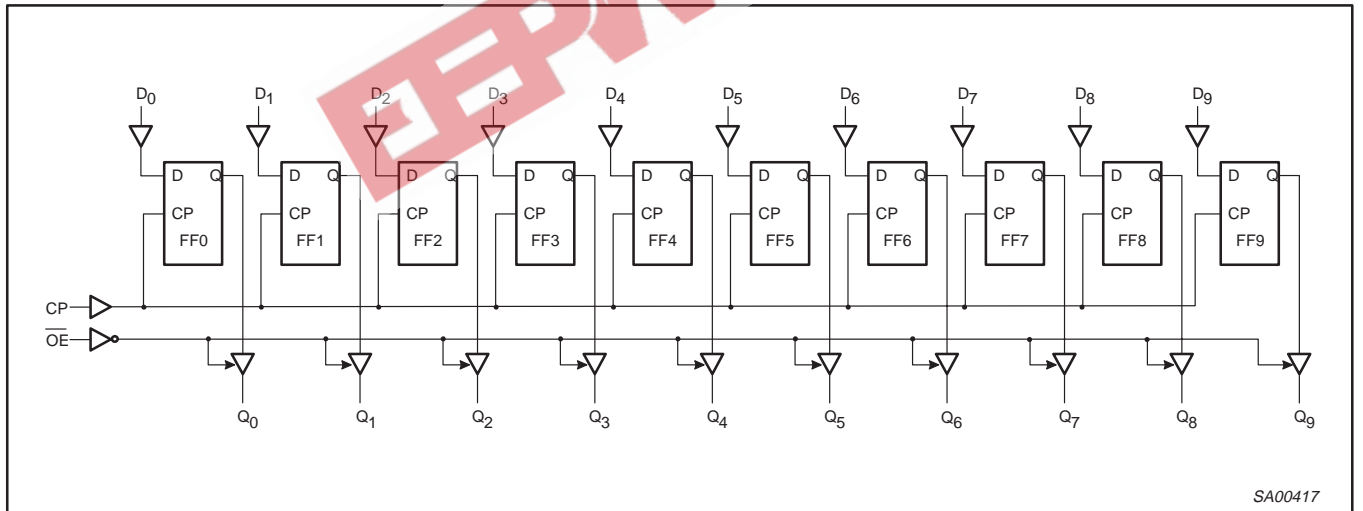 D0 D1 D2 D3 D4 D5 D6 D7 D8 D9
D Q D Q D Q D Q D Q D Q D Q D Q D Q D Q
CP CP CP CP CP CP CP CP CP CP
FF0 FF1 FF2 FF3 FF4 FF5 FF6 FF7 FF8 FF9
CP
OE
Q0 Q1 Q2 Q3 Q4 Q5 Q6 Q7 Q8 Q9
SA00417